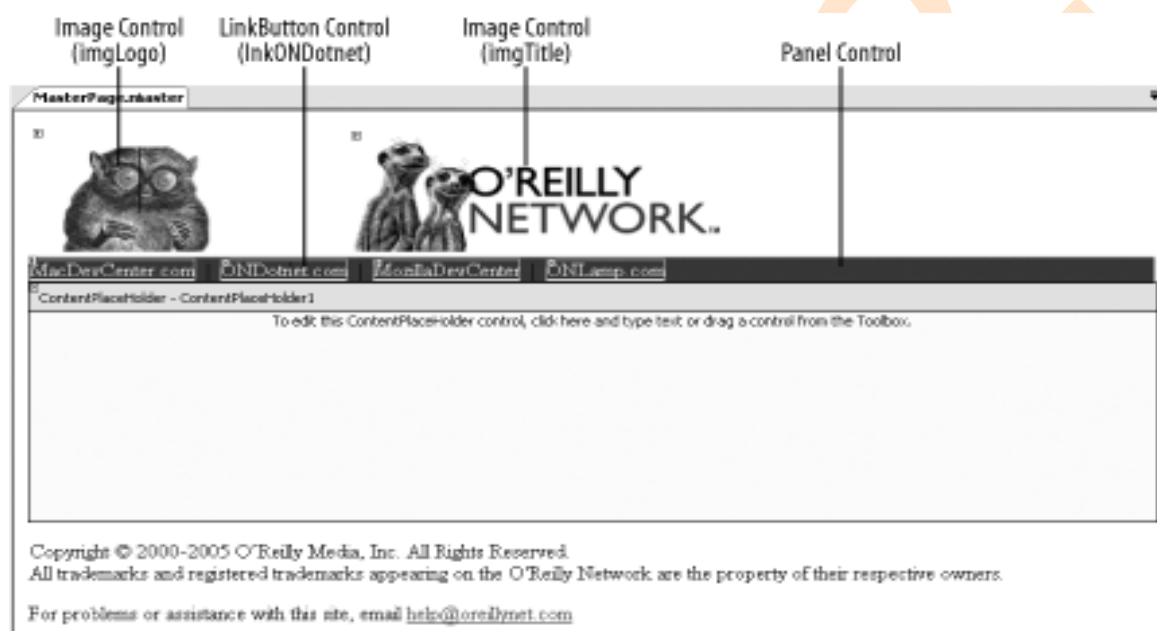 Image Control LinkButton Control Image Control
(imgLogo) (lnkONDotnet) (imgTitle) Panel Control
MasterPage.master
O'REILLY
NETWORK™
MacDevCenter.com | ONDotnet.com | MozillaDevCenter | ONLamp.com
ContentPlaceHolder - ContentPlaceHolder1
To edit this ContentPlaceHolder control, click here and type text or drag a control from the Toolbox.
Copyright © 2000-2005 O'Reilly Media, Inc. All Rights Reserved.
All trademarks and registered trademarks appearing on the O'Reilly Network are the property of their respective owners.
For problems or assistance with this site, email help@oreillynet.com